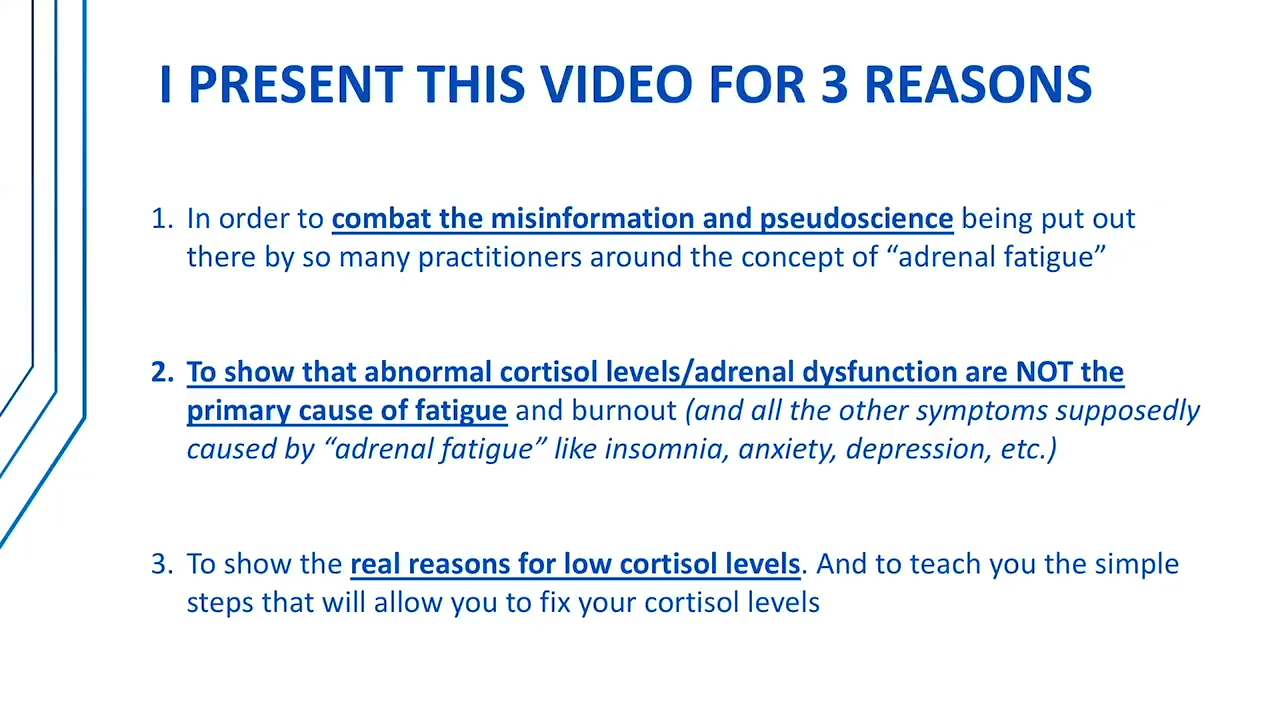 I PRESENT THIS VIDEO FOR 3 REASONS
1. In order to combat the misinformation and pseudoscience being put out
there by so many practitioners around the concept of “adrenal fatigue”
2. To show that abnormal cortisol levels/adrenal dysfunction are NOT the
primary cause of fatigue and burnout (and all the other symptoms supposedly
caused by “adrenal fatigue” like insomnia, anxiety, depression, etc.)
3. To show the real reasons for low cortisol levels. And to teach you the simple
steps that will allow you to fix your cortisol levels